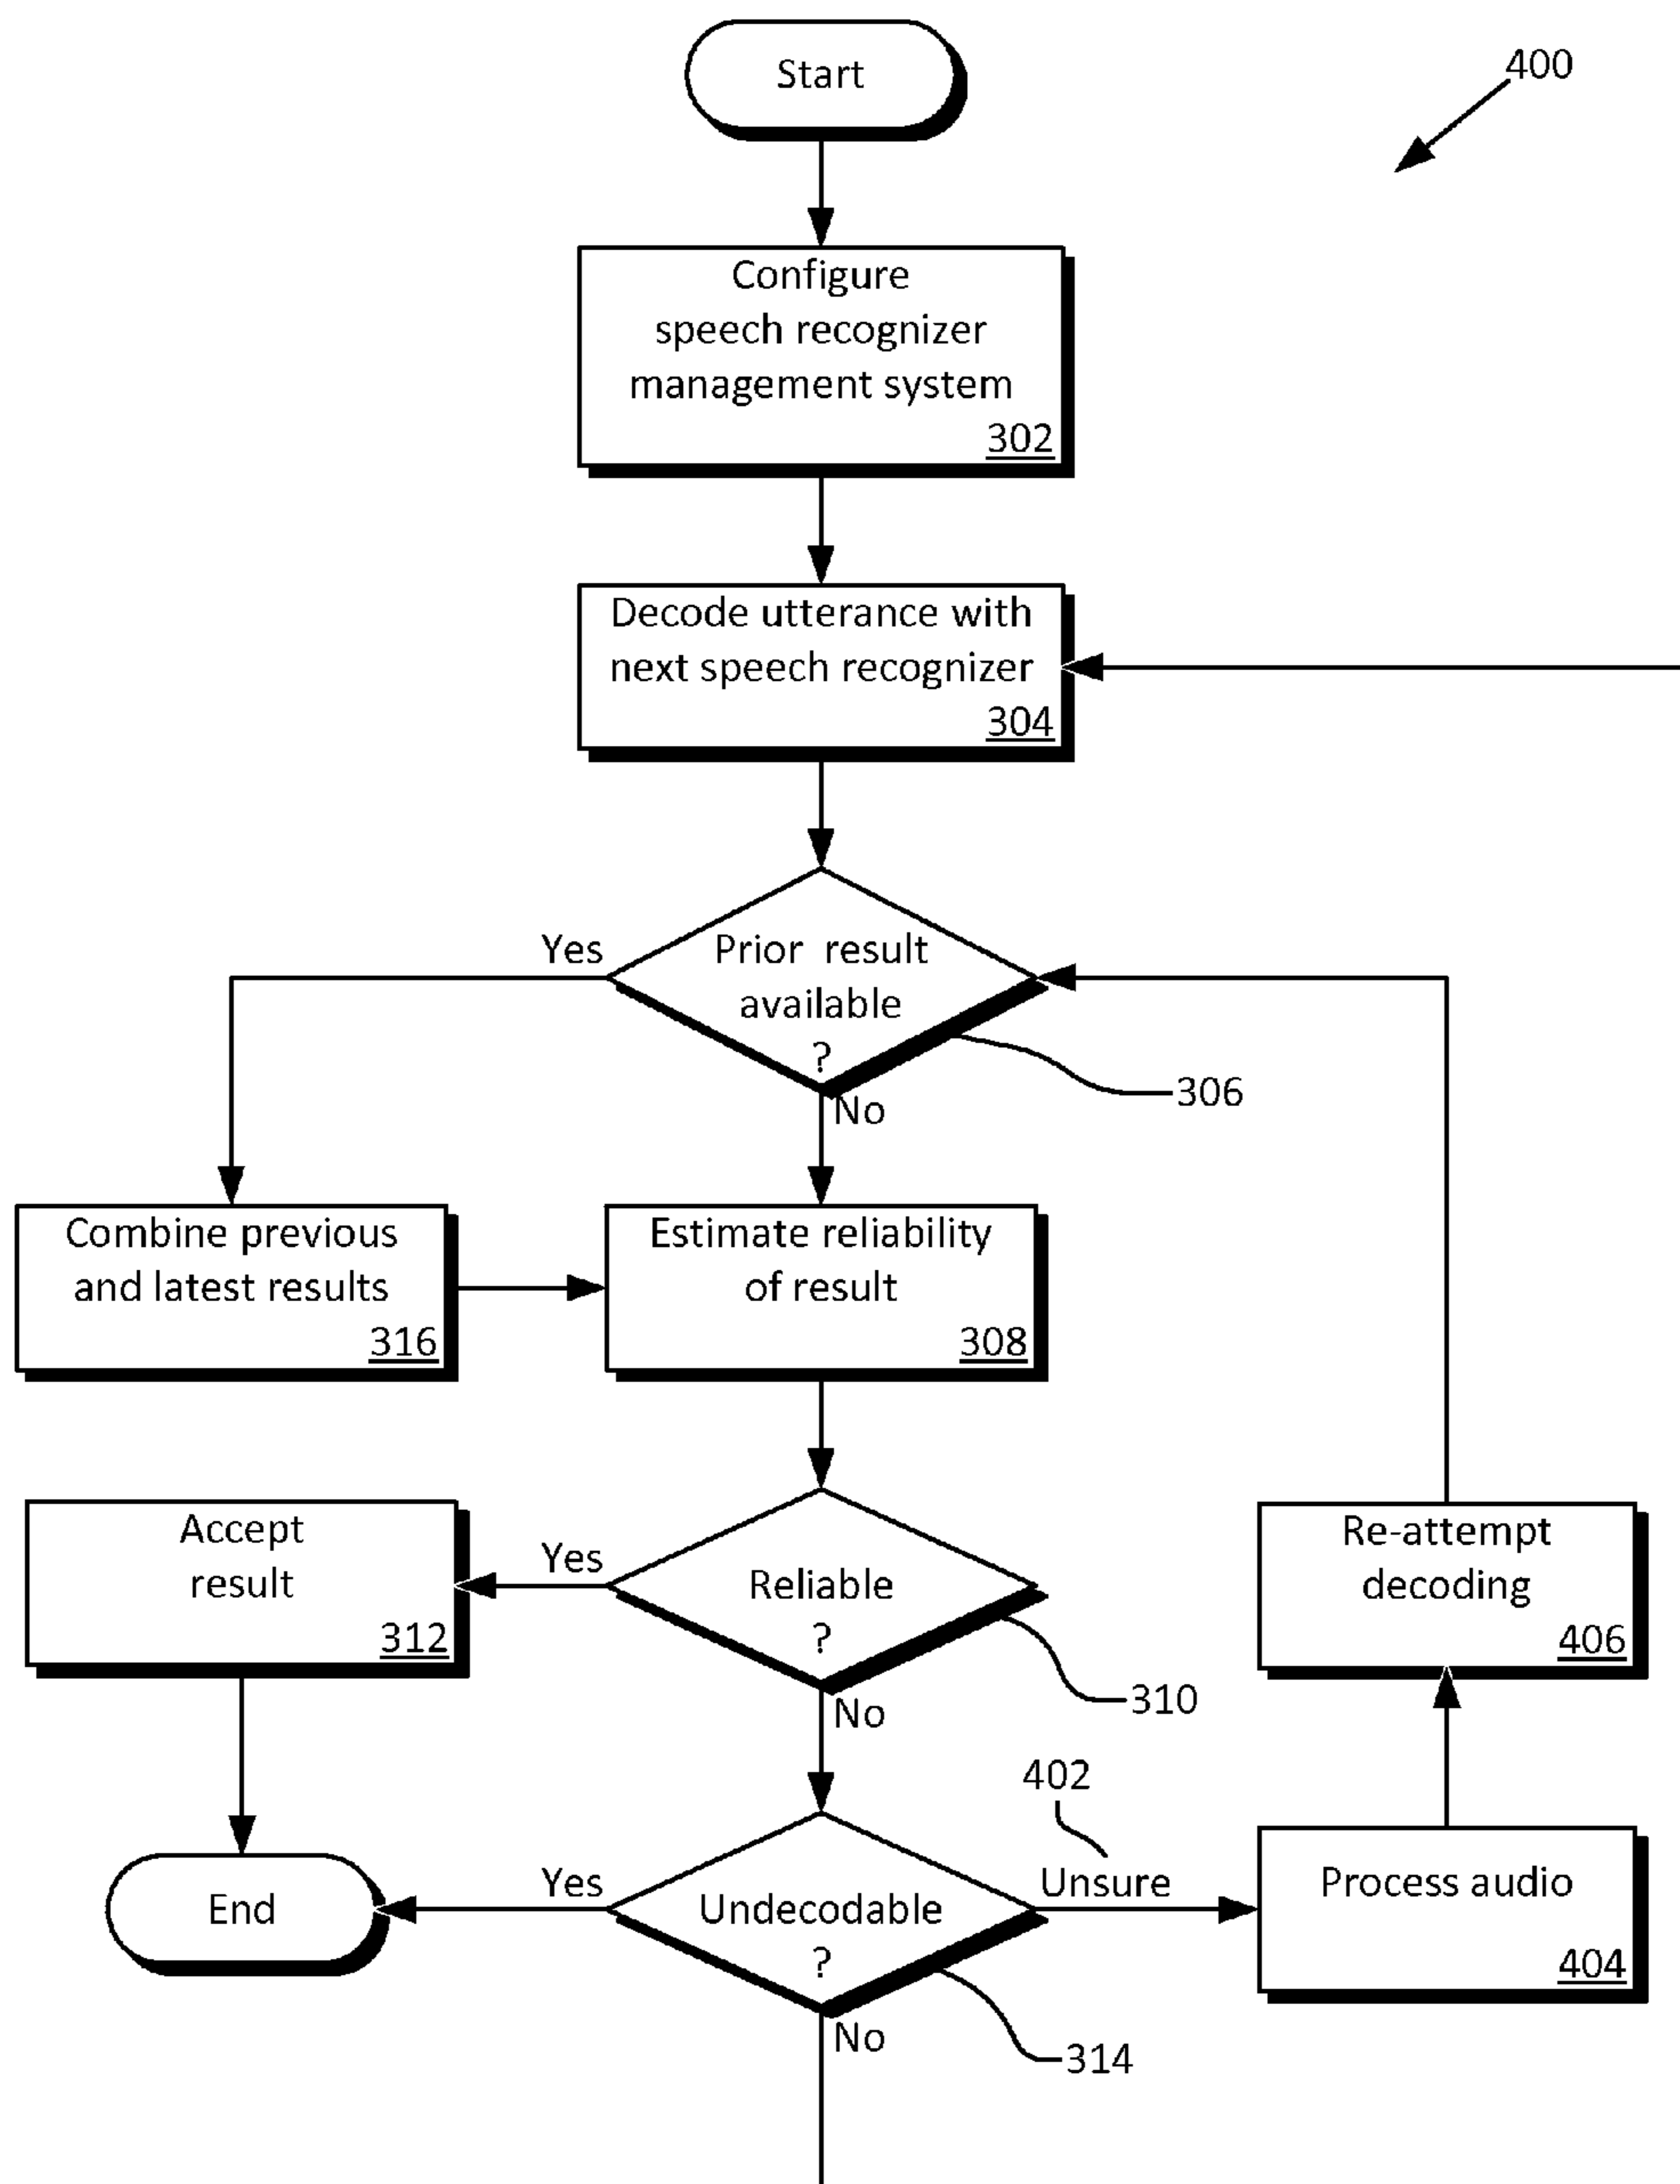 Start
400
Configure
speech recognizer
management system
302
Decode utterance with
next speech recognizer
304
Yes
Prior result
available
?
306
No
Combine previous
and latest results
316
Estimate reliability
of result
308
Accept
result
312
Yes
Reliable
?
310
No
Re-attempt
decoding
406
402
End
Yes
Undecodable
?
Unsure
Process audio
404
No
314